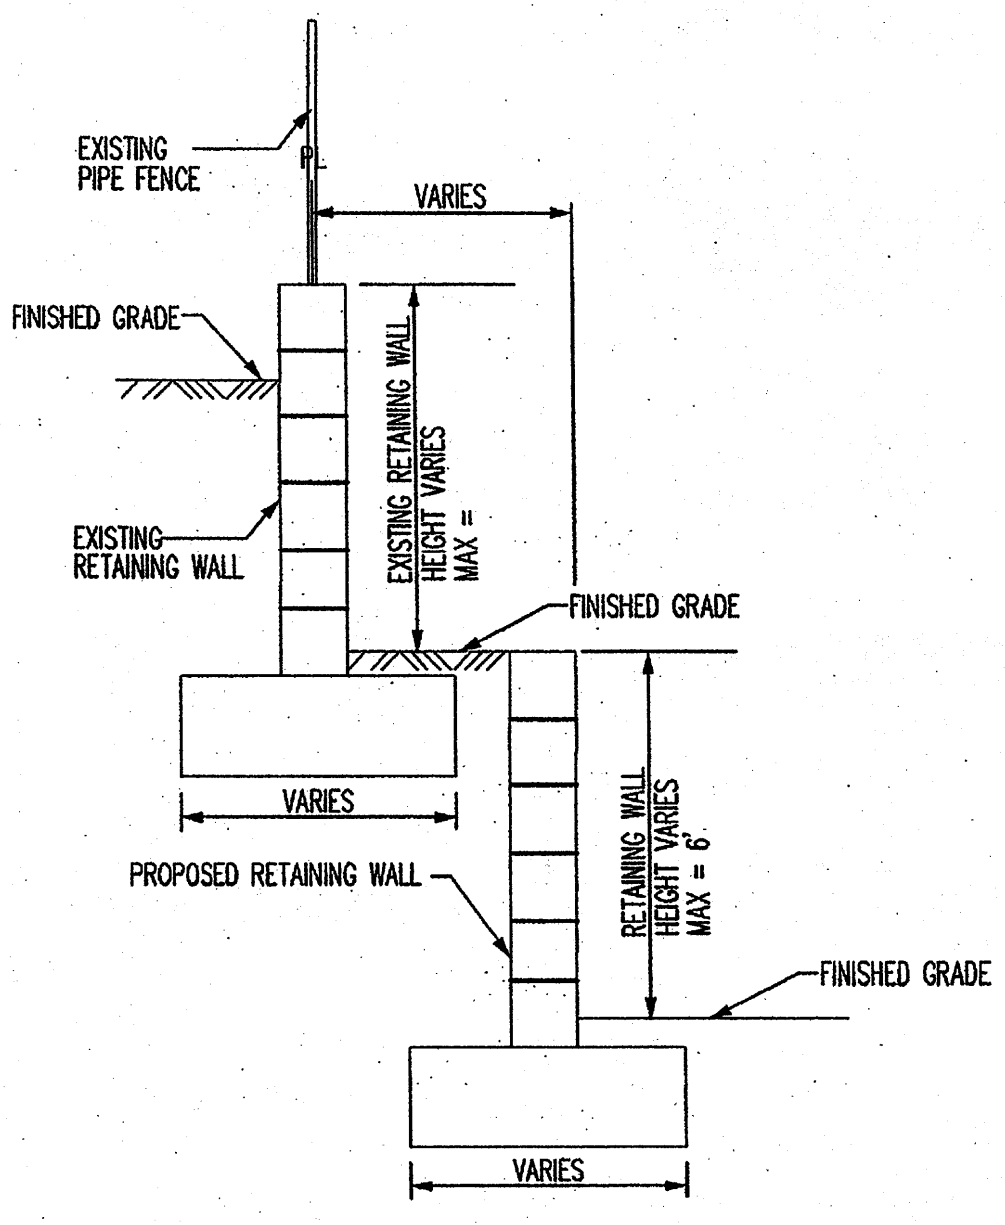 EXISTING
PIPE FENCE
PL
VARIES
FINISHED GRADE
EXISTING RETAINING WALL
HEIGHT VARIES
MAX =
EXISTING
RETAINING WALL
FINISHED GRADE
VARIES
RETAINING WALL
HEIGHT VARIES
MAX = 6'
PROPOSED RETAINING WALL
FINISHED GRADE
VARIES